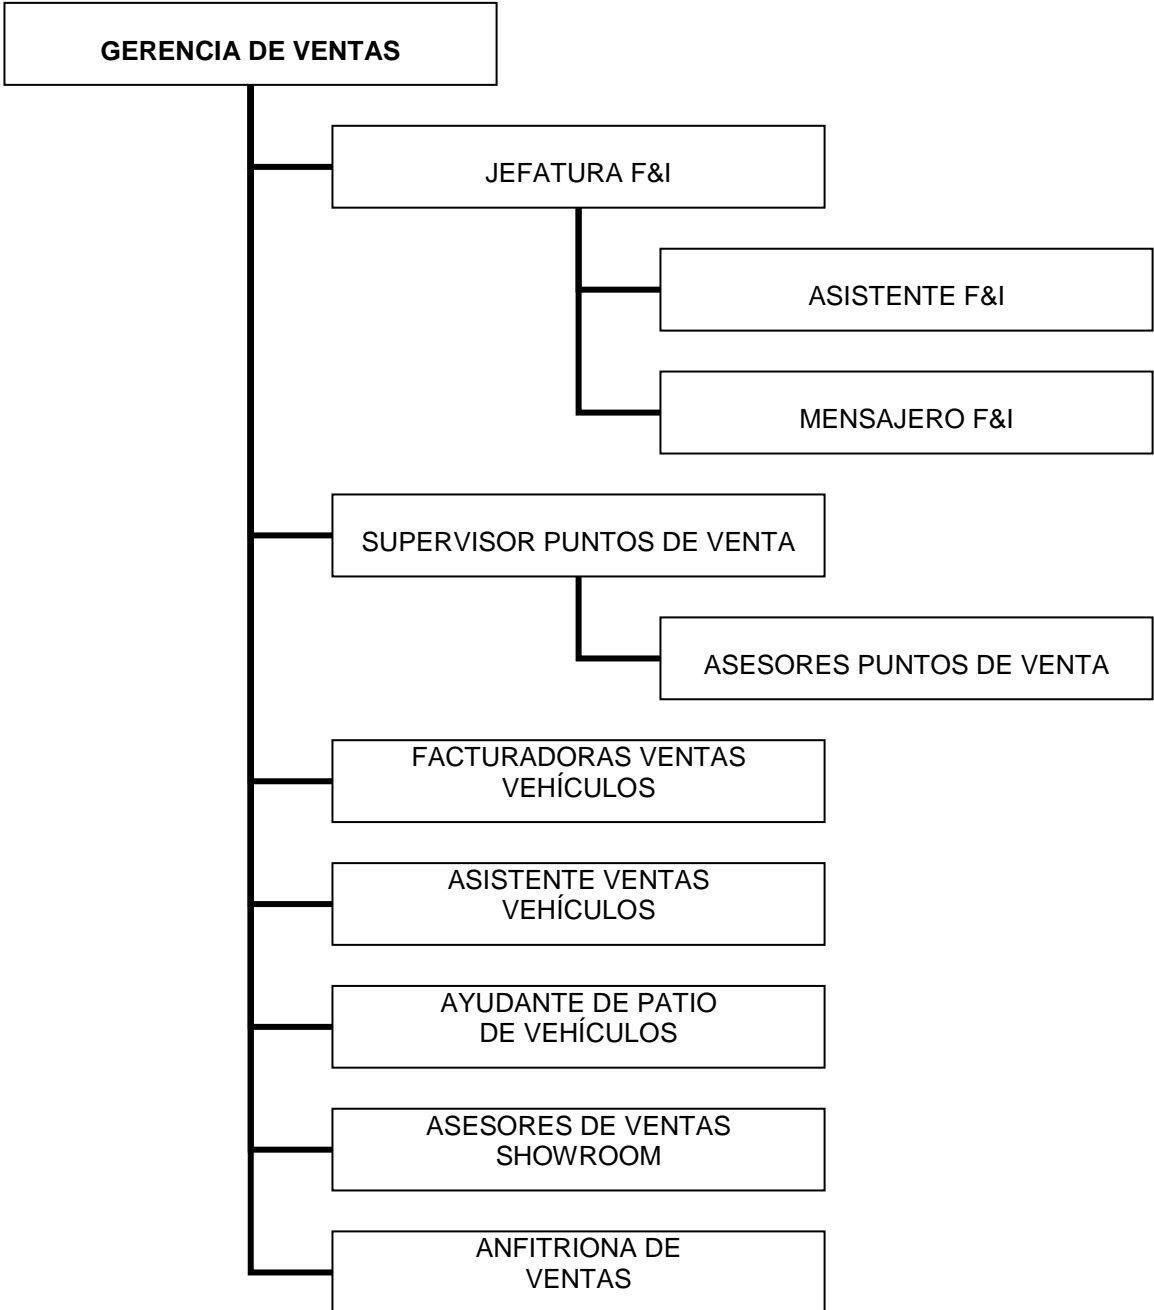 GERENCIA DE VENTAS
JEFATURA F&I
ASISTENTE F&I
MENSAJERO F&I
SUPERVISOR PUNTOS DE VENTA
ASESORES PUNTOS DE VENTA
FACTURADORAS VENTAS
VEHÍCULOS
ASISTENTE VENTAS
VEHÍCULOS
AYUDANTE DE PATIO
DE VEHÍCULOS
ASESORES DE VENTAS
SHOWROOM
ANFITRIONA DE
VENTAS